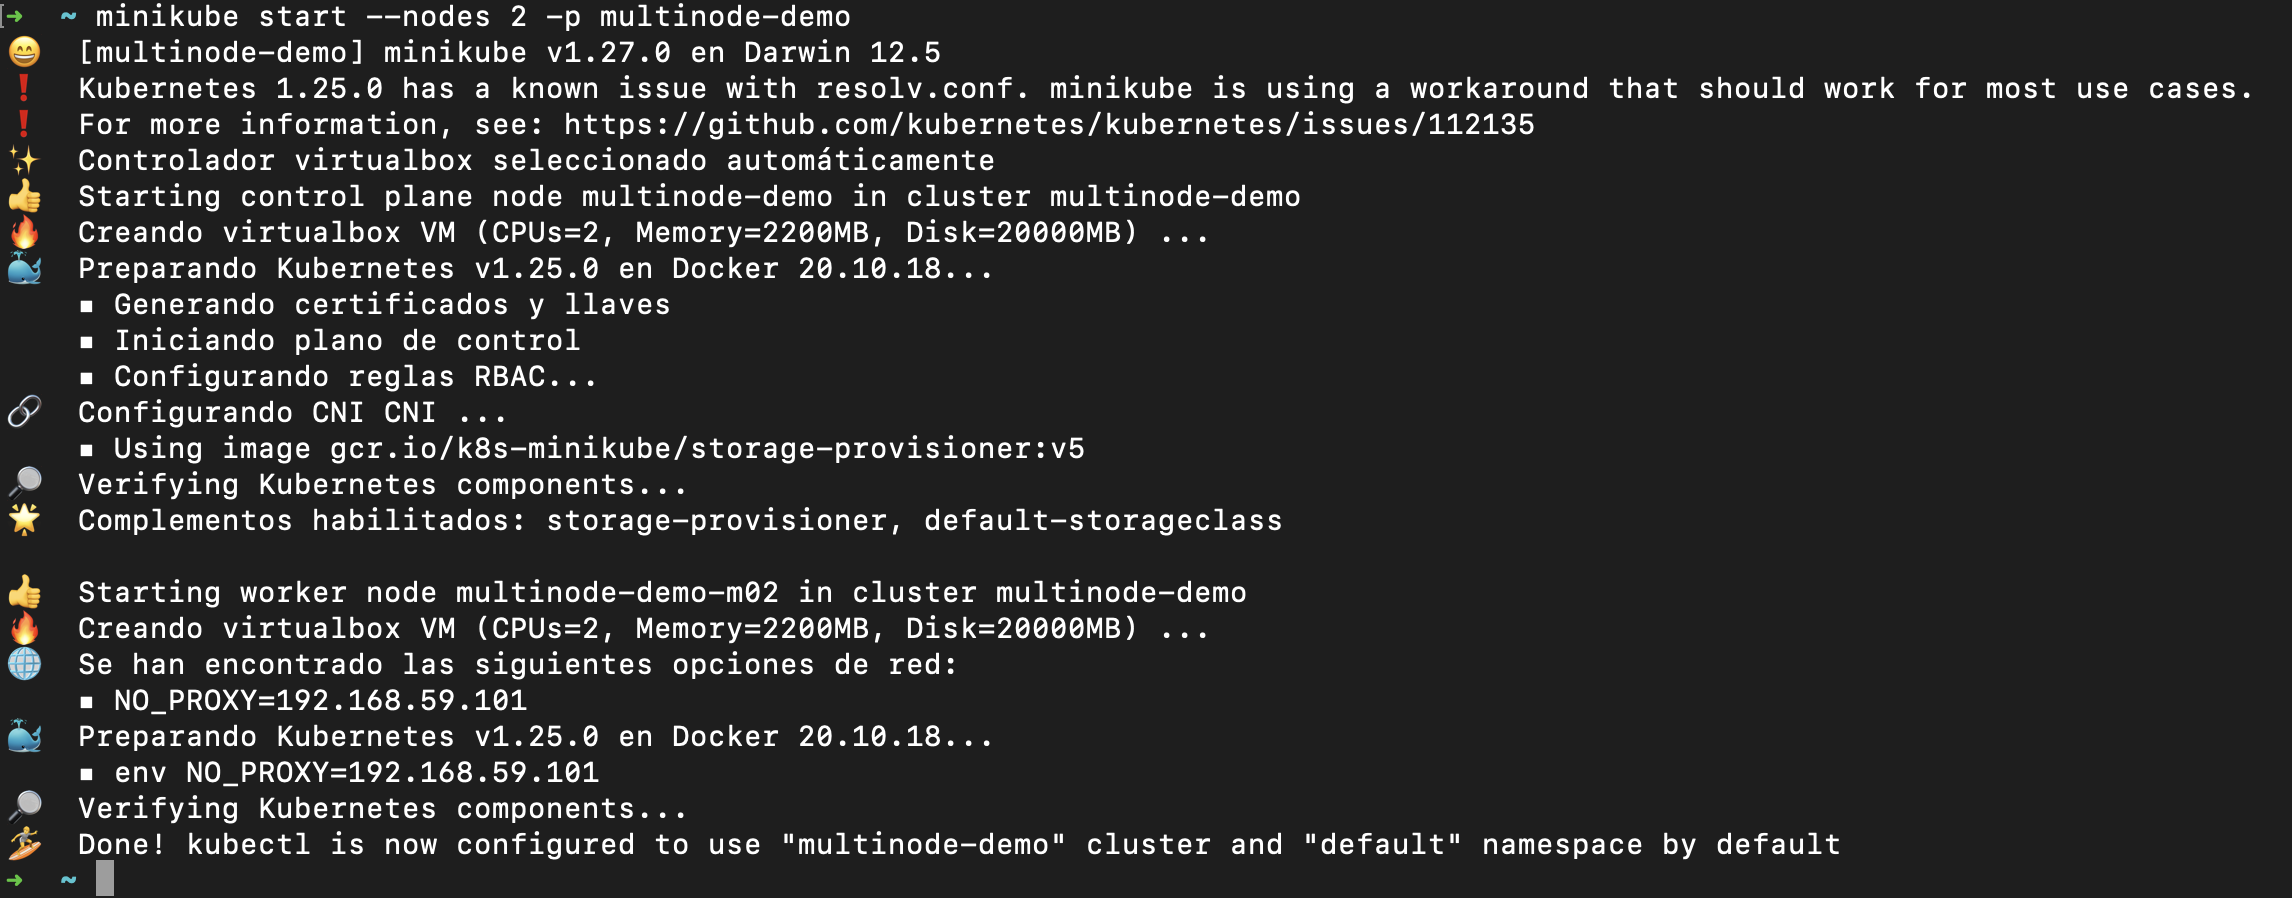 ➜  ~ minikube start --nodes 2 -p multinode-demo
😄  [multinode-demo] minikube v1.27.0 en Darwin 12.5
❗  Kubernetes 1.25.0 has a known issue with resolv.conf. minikube is using a workaround that should work for most use cases.
❗  For more information, see: https://github.com/kubernetes/kubernetes/issues/112135
✨  Controlador virtualbox seleccionado automáticamente
👍  Starting control plane node multinode-demo in cluster multinode-demo
🔥  Creando virtualbox VM (CPUs=2, Memory=2200MB, Disk=20000MB) ...
🐳  Preparando Kubernetes v1.25.0 en Docker 20.10.18...
    ▪ Generando certificados y llaves
    ▪ Iniciando plano de control
    ▪ Configurando reglas RBAC...
🔗  Configurando CNI CNI ...
    ▪ Using image gcr.io/k8s-minikube/storage-provisioner:v5
🔎  Verifying Kubernetes components...
🌟  Complementos habilitados: storage-provisioner, default-storageclass
👍  Starting worker node multinode-demo-m02 in cluster multinode-demo
🔥  Creando virtualbox VM (CPUs=2, Memory=2200MB, Disk=20000MB) ...
🌐  Se han encontrado las siguientes opciones de red:
    ▪ NO_PROXY=192.168.59.101
🐳  Preparando Kubernetes v1.25.0 en Docker 20.10.18...
    ▪ env NO_PROXY=192.168.59.101
🔎  Verifying Kubernetes components...
🏄  Done! kubectl is now configured to use "multinode-demo" cluster and "default" namespace by default
➜  ~